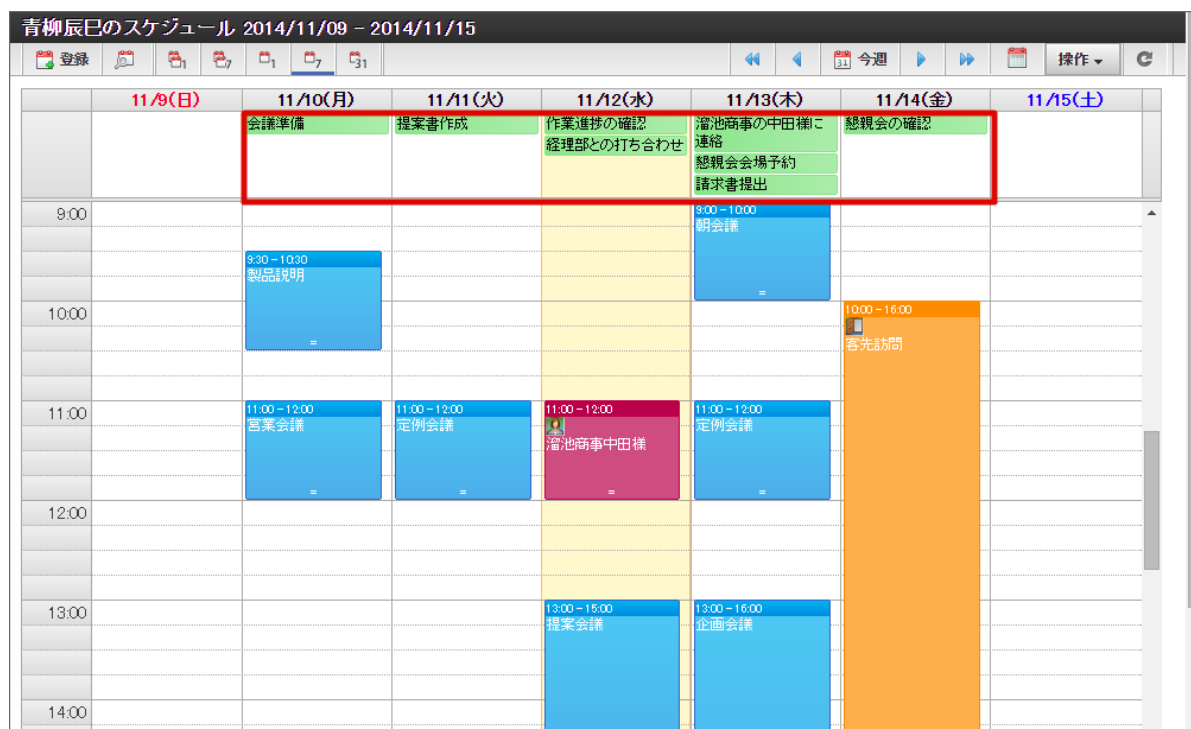 青柳辰巳のスケジュール 2014/11/09 - 2014/11/15
登録 1 7 1 7 31 31 今週 操作
11/9(日) 11/10(月) 11/11(火) 11/12(水) 11/13(木) 11/14(金) 11/15(土)
会議準備
提案書作成
作業進捗の確認
経理部との打ち合わせ
溜池商事の中田様に
連絡
懇親会会場予約
請求書提出
懇親会の確認
9:00
9:00 - 10:00
朝会議
9:30 - 10:30
製品説明
10:00
10:00 - 16:00
客先訪問
11:00
11:00 - 12:00
営業会議
11:00 - 12:00
定例会議
11:00 - 12:00
溜池商事中田様
11:00 - 12:00
定例会議
12:00
13:00
13:00 - 15:00
提案会議
13:00 - 16:00
企画会議
14:00